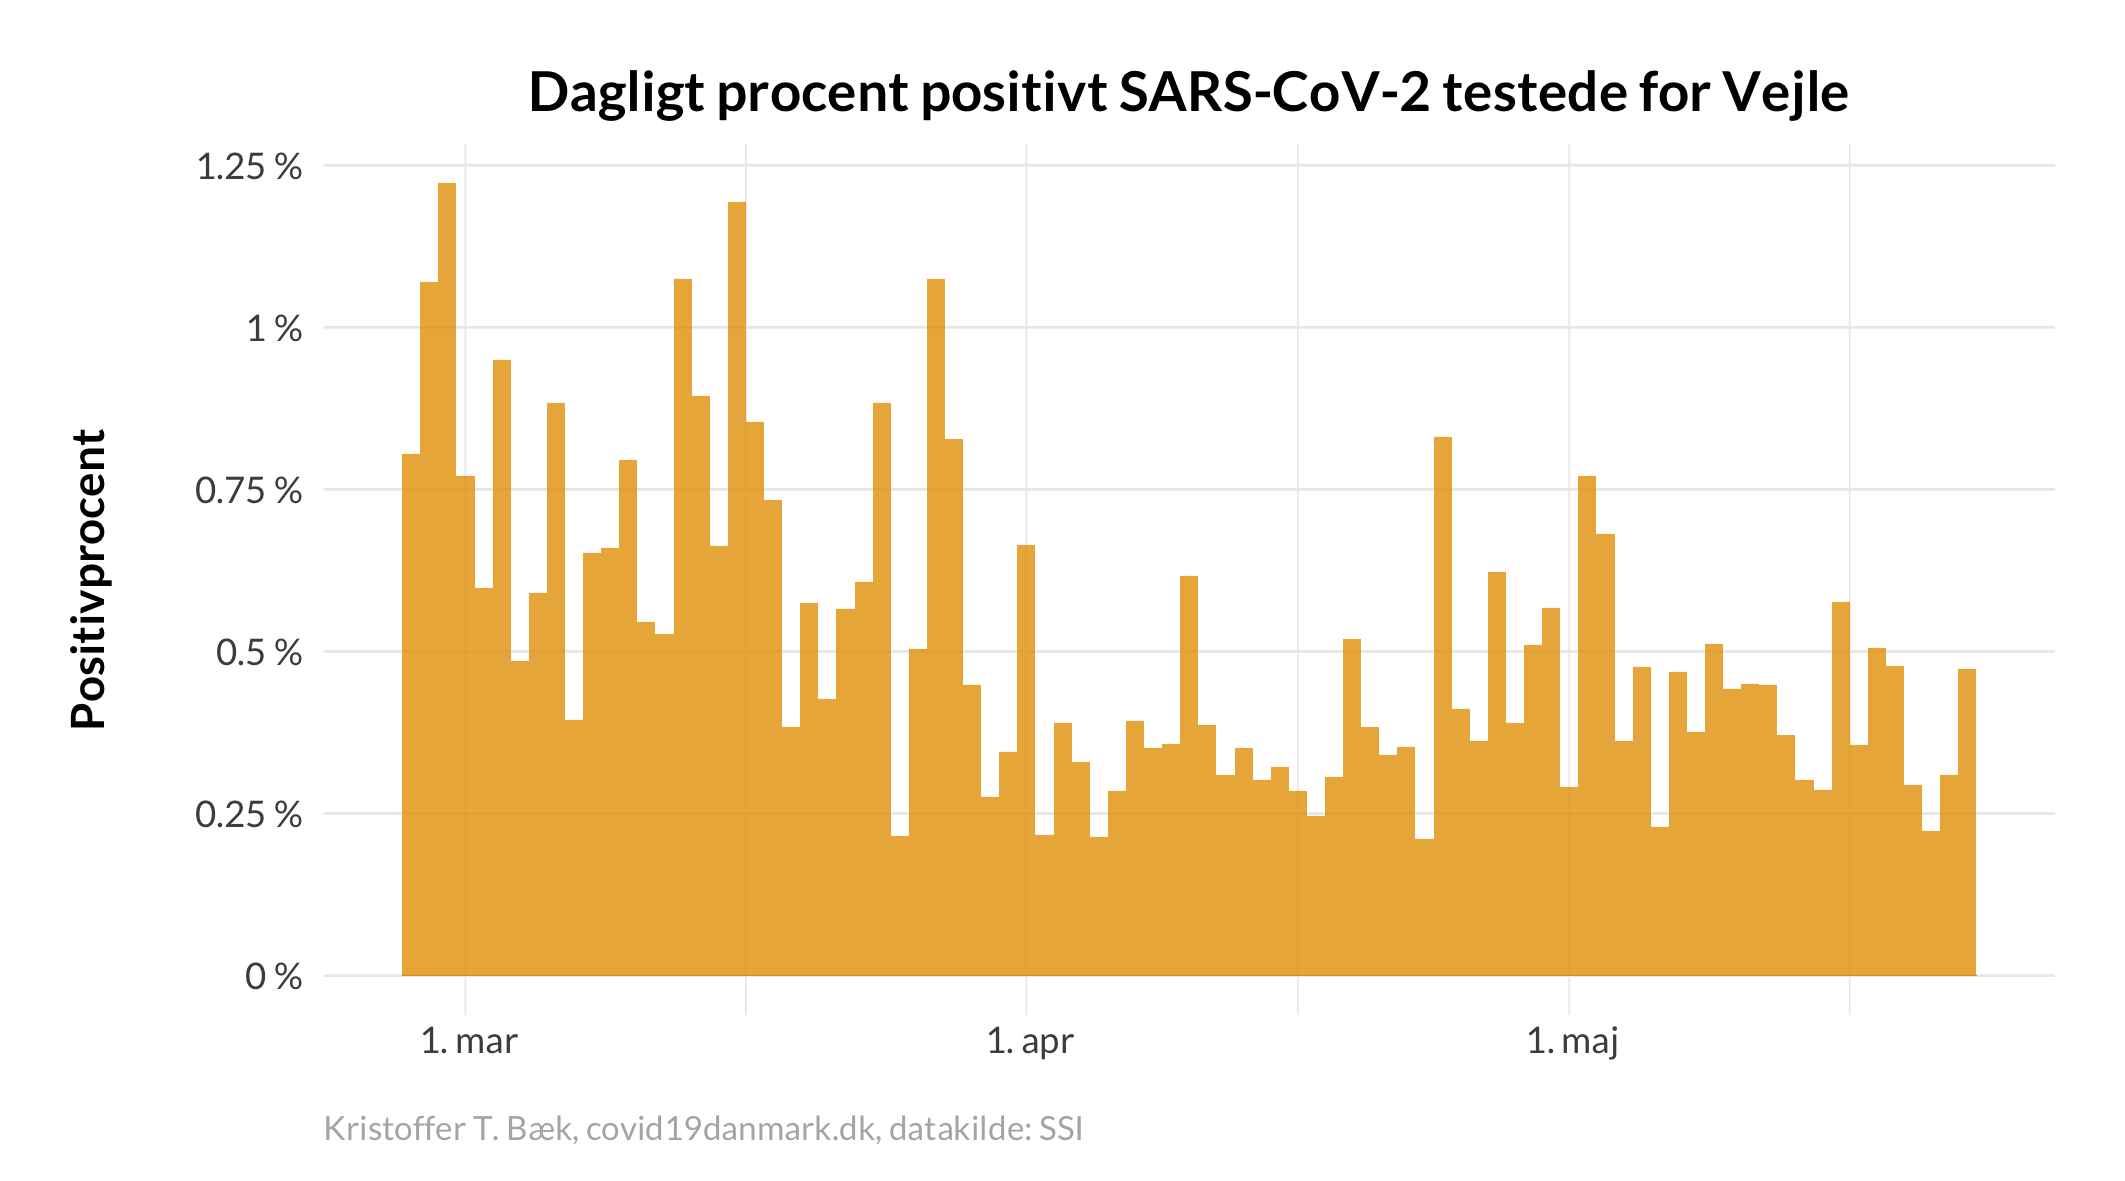 Dagligt procent positivt SARS-CoV-2 testede for Vejle
Positivprocent
1.25 %
1 %
0.75 %
0.5 %
0.25 %
0 %
1. mar
1. apr
1. maj
Kristoffer T. Bæk, covid19danmark.dk, datakilde: SSI